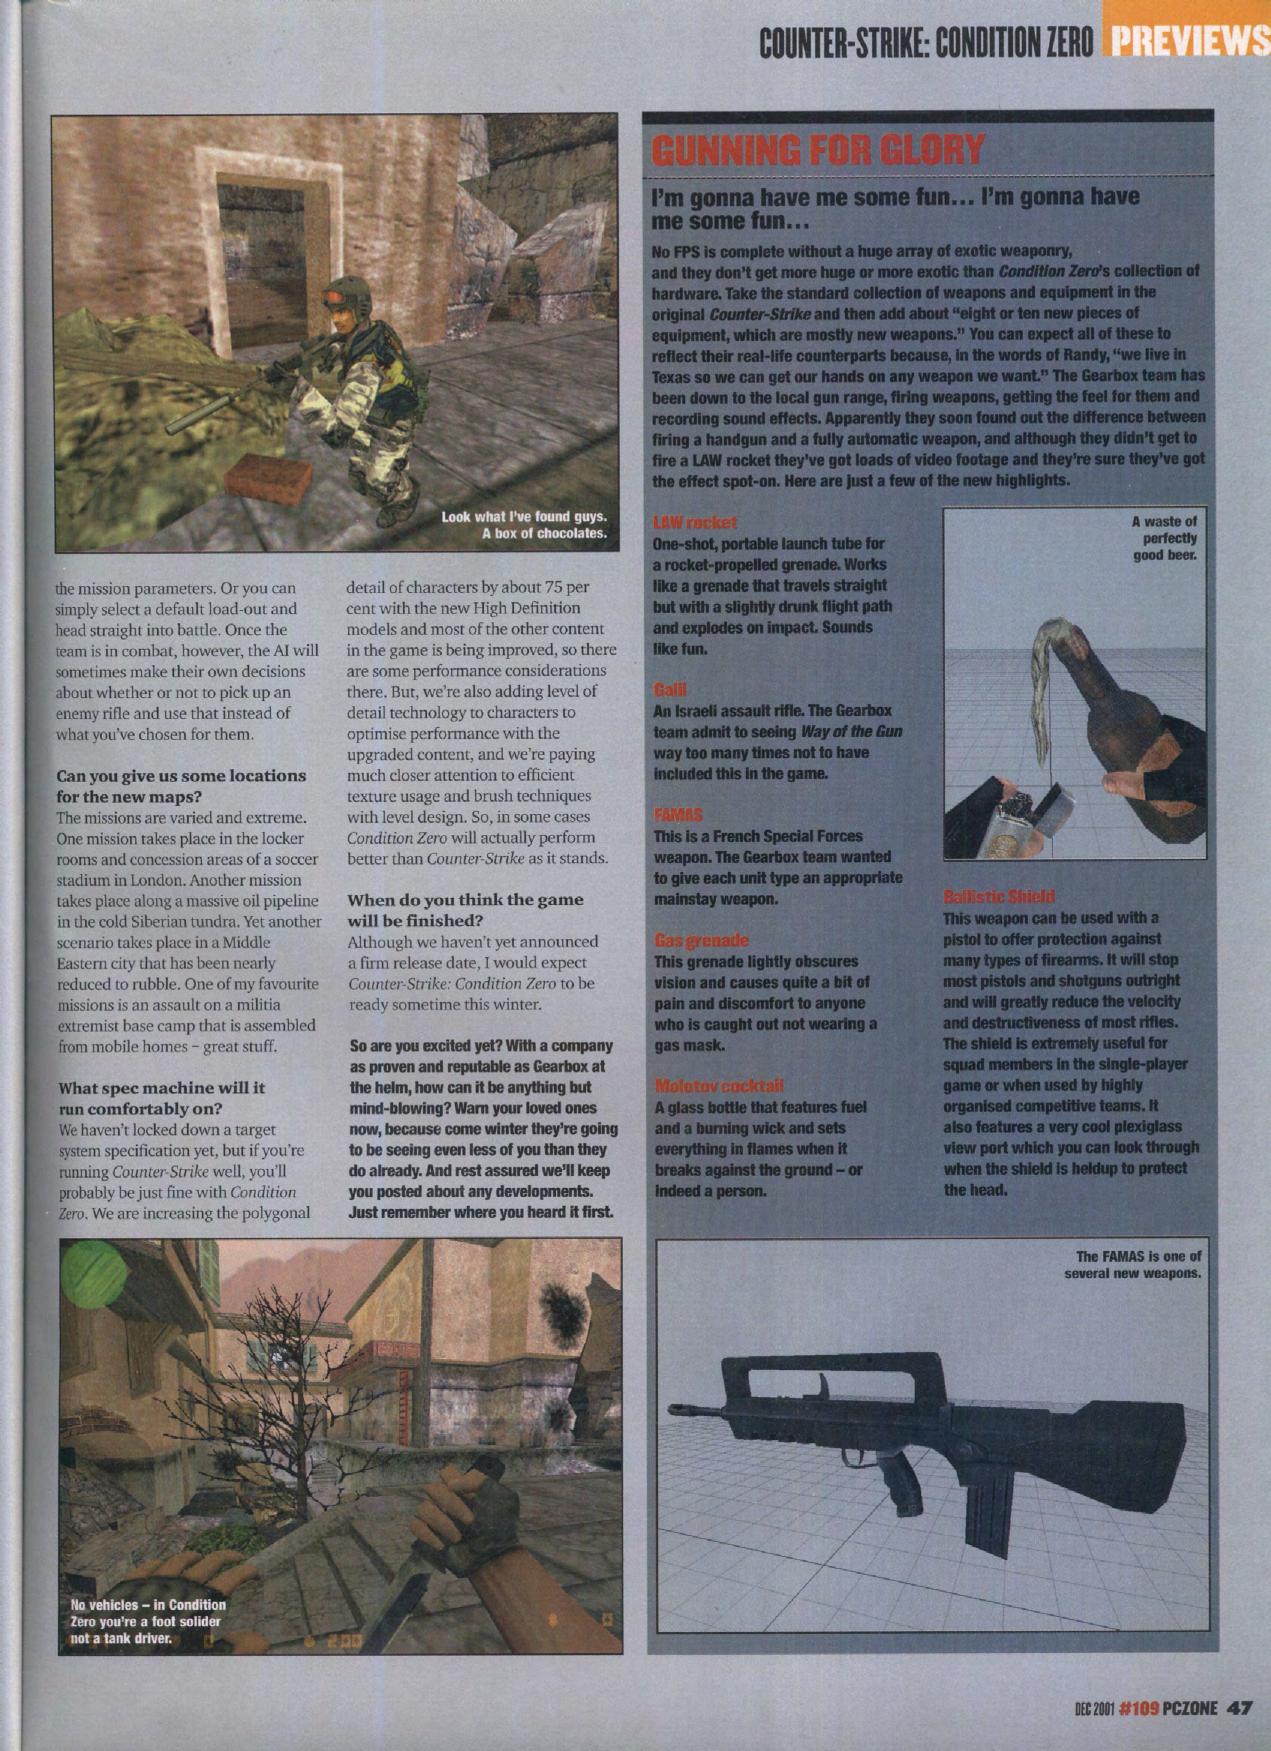 COUNTER-STRIKE: CONDITION ZERO PREVIEWS
Look what I've found guys.
A box of chocolates.
the mission parameters. Or you can
simply select a default load-out and
head straight into battle. Once the
team is in combat, however, the AI will
sometimes make their own decisions
about whether or not to pick up an
enemy rifle and use that instead of
what you've chosen for them.
Can you give us some locations
for the new maps?
The missions are varied and extreme.
One mission takes place in the locker
rooms and concession areas of a soccer
stadium in London. Another mission
takes place along a massive oil pipeline
in the cold Siberian tundra. Yet another
scenario takes place in a Middle
Eastern city that has been nearly
reduced to rubble. One of my favourite
missions is an assault on a militia
extremist base camp that is assembled
from mobile homes – great stuff.
What spec machine will it
run comfortably on?
We haven't locked down a target
system specification yet, but if you're
running Counter-Strike well, you'll
probably be just fine with Condition
Zero. We are increasing the polygonal
detail of characters by about 75 per
cent with the new High Definition
models and most of the other content
in the game is being improved, so there
are some performance considerations
there. But, we're also adding level of
detail technology to characters to
optimise performance with the
upgraded content, and we're paying
much closer attention to efficient
texture usage and brush techniques
with level design. So, in some cases
Condition Zero will actually perform
better than Counter-Strike as it stands.
When do you think the game
will be finished?
Although we haven't yet announced
a firm release date, I would expect
Counter-Strike: Condition Zero to be
ready sometime this winter.
So are you excited yet? With a company
as proven and reputable as Gearbox at
the helm, how can it be anything but
mind-blowing? Warn your loved ones
now, because come winter they're going
to be seeing even less of you than they
do already. And rest assured we'll keep
you posted about any developments.
Just remember where you heard it first.
No vehicles – in Condition
Zero you're a foot solider
not a tank driver.
GUNNING FOR GLORY
I'm gonna have me some fun... I'm gonna have
me some fun...
No FPS is complete without a huge array of exotic weaponry,
and they don't get more huge or more exotic than Condition Zero's collection of
hardware. Take the standard collection of weapons and equipment in the
original Counter-Strike and then add about "eight or ten new pieces of
equipment, which are mostly new weapons." You can expect all of these to
reflect their real-life counterparts because, in the words of Randy, "we live in
Texas so we can get our hands on any weapon we want." The Gearbox team has
been down to the local gun range, firing weapons, getting the feel for them and
recording sound effects. Apparently they soon found out the difference between
firing a handgun and a fully automatic weapon, and although they didn't get to
fire a LAW rocket they've got loads of video footage and they're sure they've got
the effect spot-on. Here are just a few of the new highlights.
LAW rocket
One-shot, portable launch tube for
a rocket-propelled grenade. Works
like a grenade that travels straight
but with a slightly drunk flight path
and explodes on impact. Sounds
like fun.
Galil
An Israeli assault rifle. The Gearbox
team admit to seeing Way of the Gun
way too many times not to have
included this in the game.
FAMAS
This is a French Special Forces
weapon. The Gearbox team wanted
to give each unit type an appropriate
mainstay weapon.
Gas grenade
This grenade lightly obscures
vision and causes quite a bit of
pain and discomfort to anyone
who is caught out not wearing a
gas mask.
Molotov cocktail
A glass bottle that features fuel
and a burning wick and sets
everything in flames when it
breaks against the ground – or
indeed a person.
A waste of
perfectly
good beer.
Ballistic Shield
This weapon can be used with a
pistol to offer protection against
many types of firearms. It will stop
most pistols and shotguns outright
and will greatly reduce the velocity
and destructiveness of most rifles.
The shield is extremely useful for
squad members in the single-player
game or when used by highly
organised competitive teams. It
also features a very cool plexiglass
view port which you can look through
when the shield is heldup to protect
the head.
The FAMAS is one of
several new weapons.
DEC 2001 #109 PCZONE 47